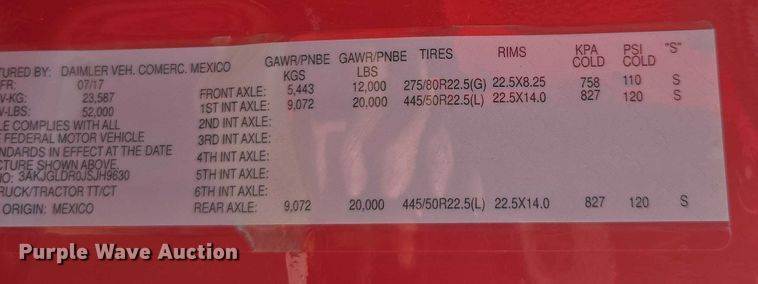 GAWR/PNBE GAWR/PNBE TIRES RIMS KPA PSI "S"
KGS LBS COLD COLD
TURED BY: DAIMLER VEH. COMERC. MEXICO
FR: 07/17 FRONT AXLE: 5,443 12,000 275/80R22.5(G) 22.5X8.25 758 110 S
V-KG: 23,587 1ST INT AXLE: 9,072 20,000 445/50R22.5(L) 22.5X14.0 827 120 S
V-LBS: 52,000 2ND INT AXLE:
LE COMPLIES WITH ALL 3RD INT AXLE:
E FEDERAL MOTOR VEHICLE
NDARDS IN EFFECT AT THE DATE 4TH INT AXLE:
CTURE SHOWN ABOVE. 5TH INT AXLE:
NO: 3AKJGLDR0JSJH9630
RUCK/TRACTOR TT/CT 6TH INT AXLE:
ORIGIN: MEXICO REAR AXLE: 9,072 20,000 445/50R22.5(L) 22.5X14.0 827 120 S
Purple Wave Auction